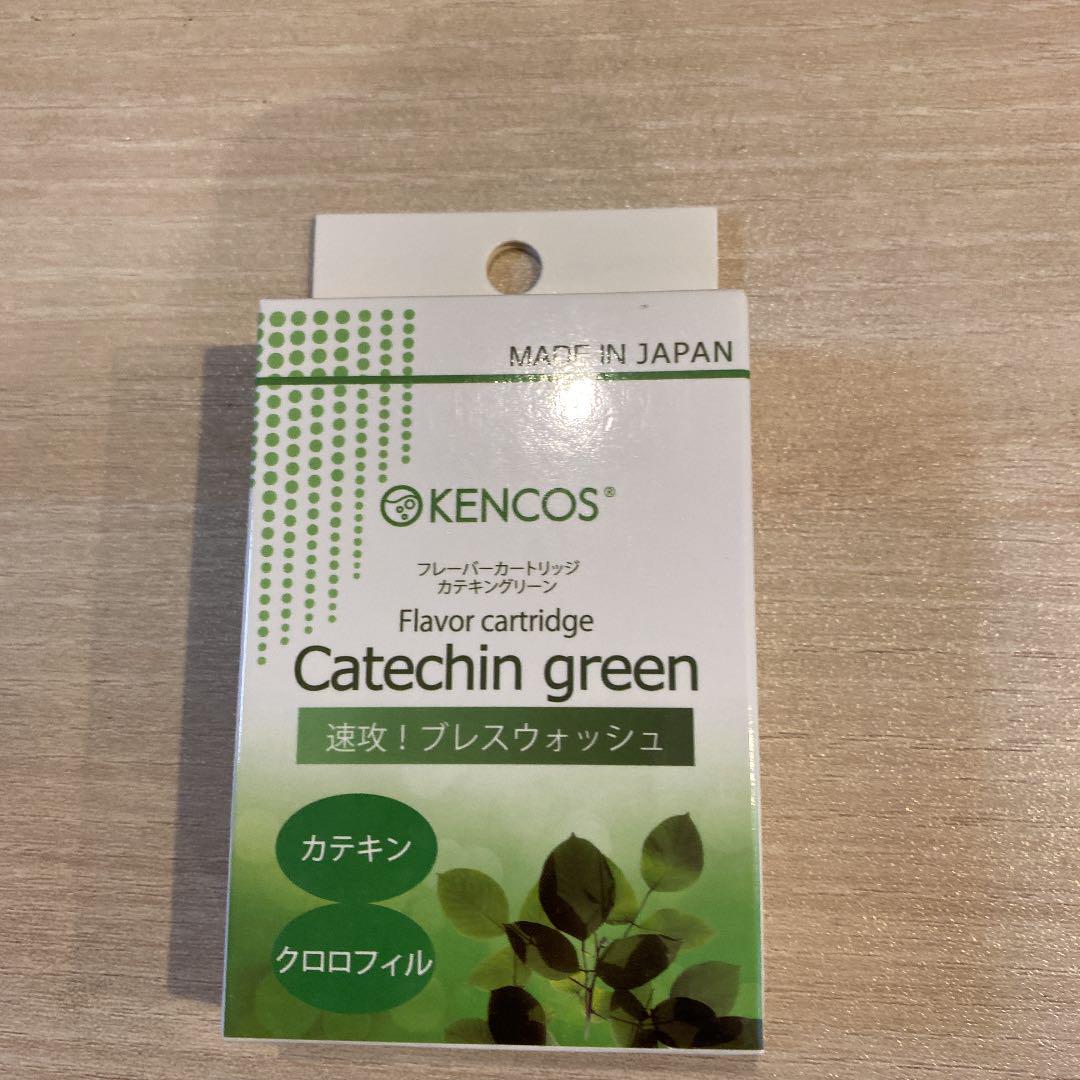 MADE IN JAPAN
KENCOS®
フレーバーカートリッジ
カテキングリーン
Flavor cartridge
Catechin green
速攻！ブレスウォッシュ
カテキン
クロロフィル